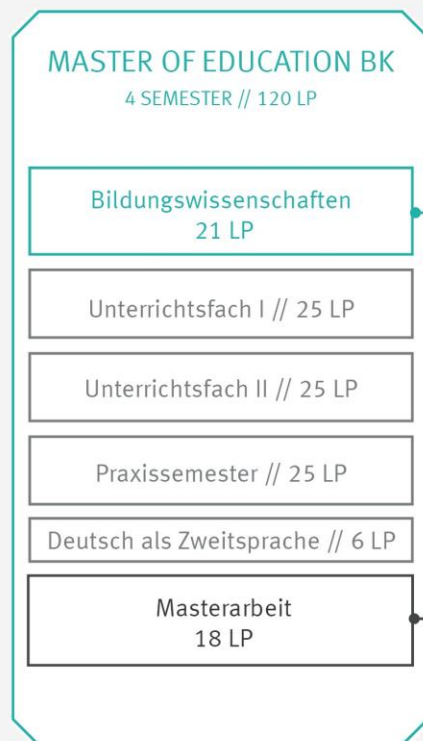 MASTER OF EDUCATION BK
4 SEMESTER // 120 LP
Bildungswissenschaften
21 LP
Unterrichtsfach I // 25 LP
Unterrichtsfach II // 25 LP
Praxissemester // 25 LP
Deutsch als Zweitsprache // 6 LP
Masterarbeit
18 LP